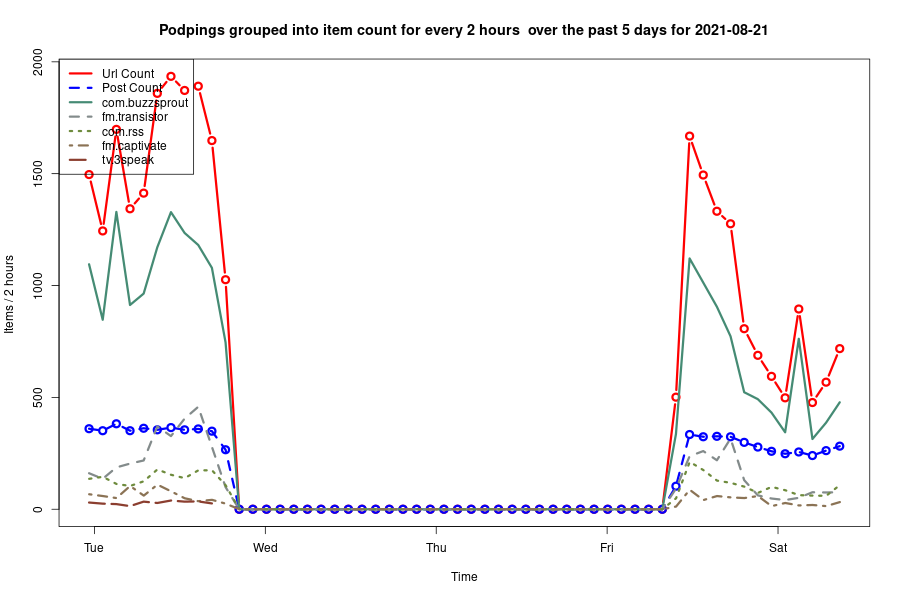 Podpings grouped into item count for every 2 hours  over the past 5 days for 2021-08-21
Url Count
Post Count
com.buzzsprout
fm.transistor
com.rss
fm.captivate
tv.3speak
2000
1500
1000
500
0
Items / 2 hours
Tue
Wed
Thu
Fri
Sat
Time